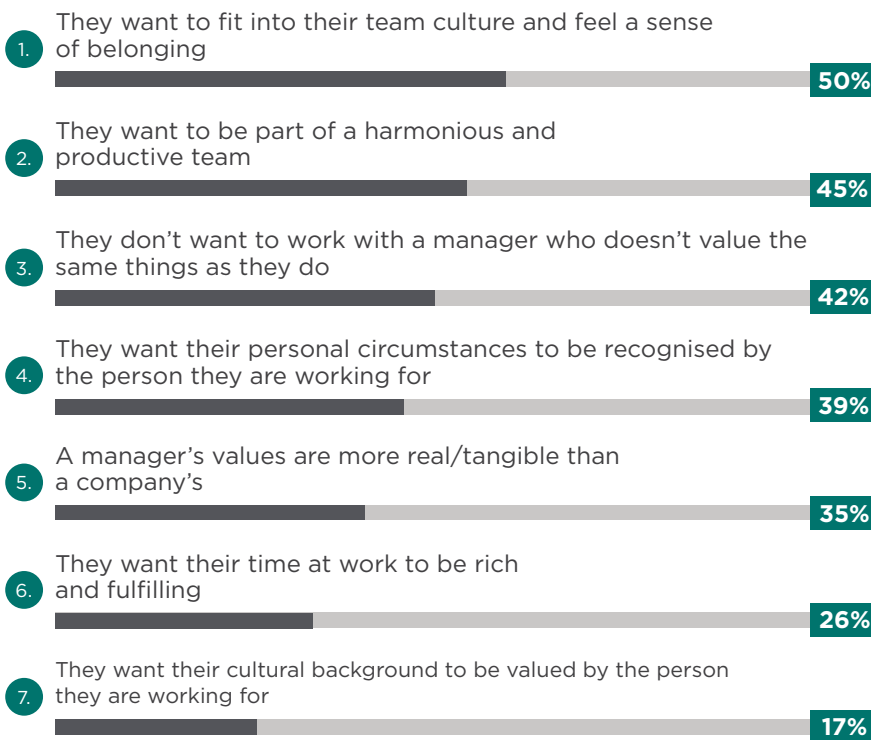 They want to fit into their team culture and feel a sense
1. of belonging
50%
They want to be part of a harmonious and
2. productive team
45%
They don’t want to work with a manager who doesn’t value the
3. same things as they do
42%
They want their personal circumstances to be recognised by
4. the person they are working for
39%
A manager’s values are more real/tangible than
5. a company’s
35%
They want their time at work to be rich
6. and fulfilling
26%
They want their cultural background to be valued by the person
7. they are working for
17%